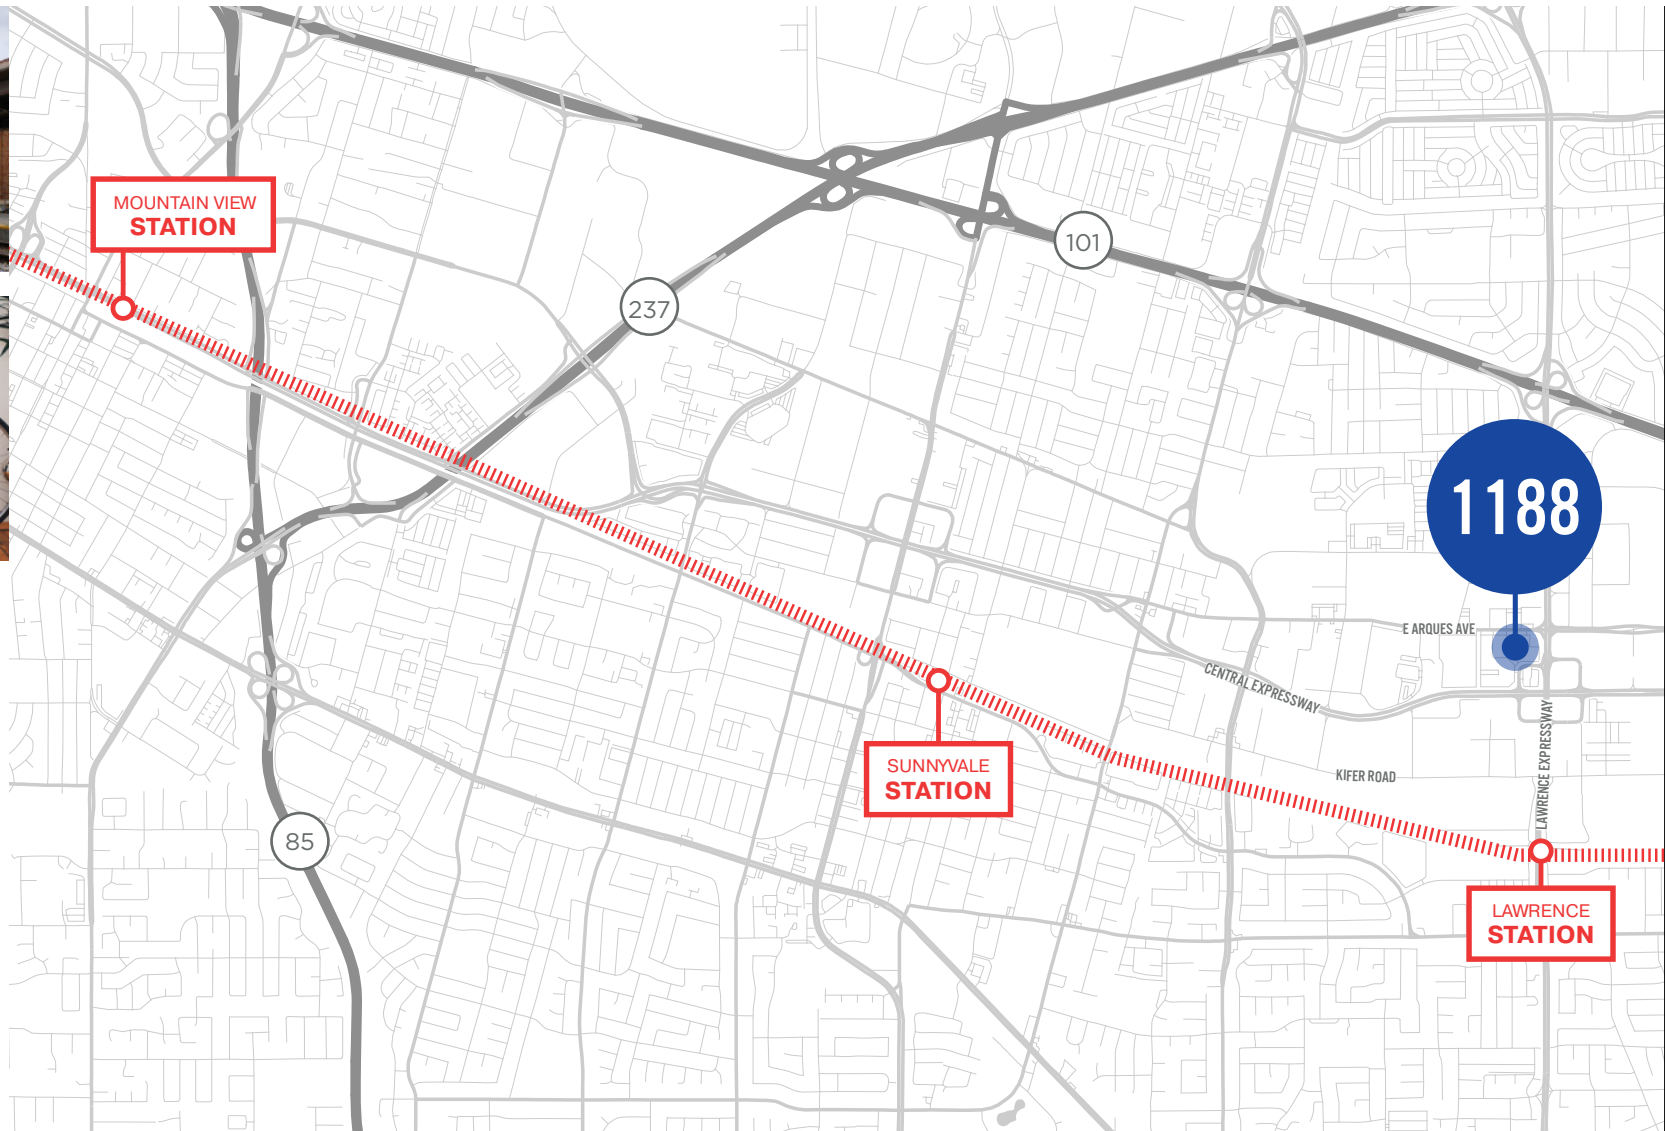 MOUNTAIN VIEW
STATION
101
237
1188
E ARQUES AVE
CENTRAL EXPRESSWAY
LAWRENCE EXPRESSWAY
KIFER ROAD
SUNNYVALE
STATION
85
LAWRENCE
STATION